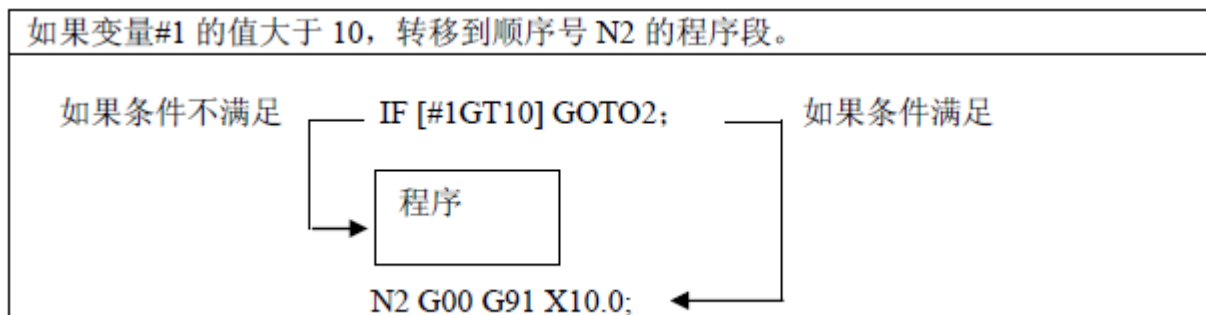 如果变量#1 的值大于 10，转移到顺序号 N2 的程序段。
如果条件不满足 IF [#1GT10] GOTO2； 如果条件满足
程序
N2 G00 G91 X10.0;